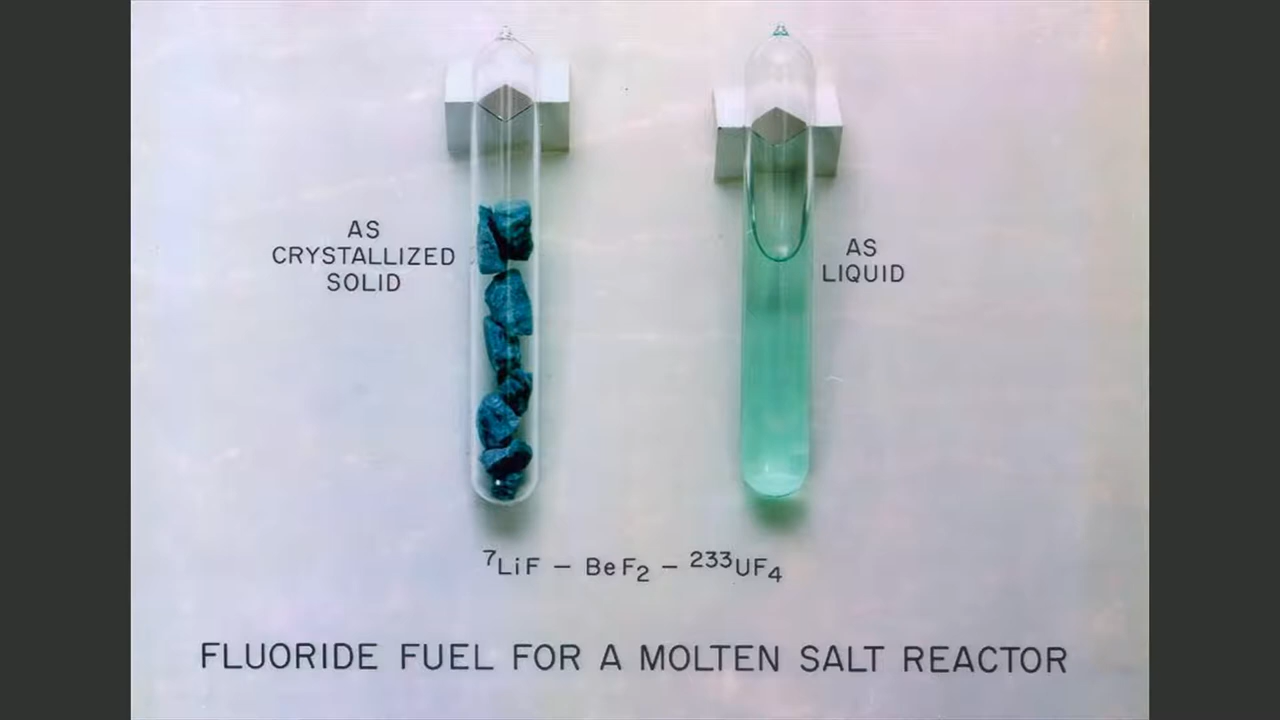 AS
CRYSTALLIZED
SOLID
AS
LIQUID
⁷LiF – BeF₂ – ²³³UF₄
FLUORIDE FUEL FOR A MOLTEN SALT REACTOR